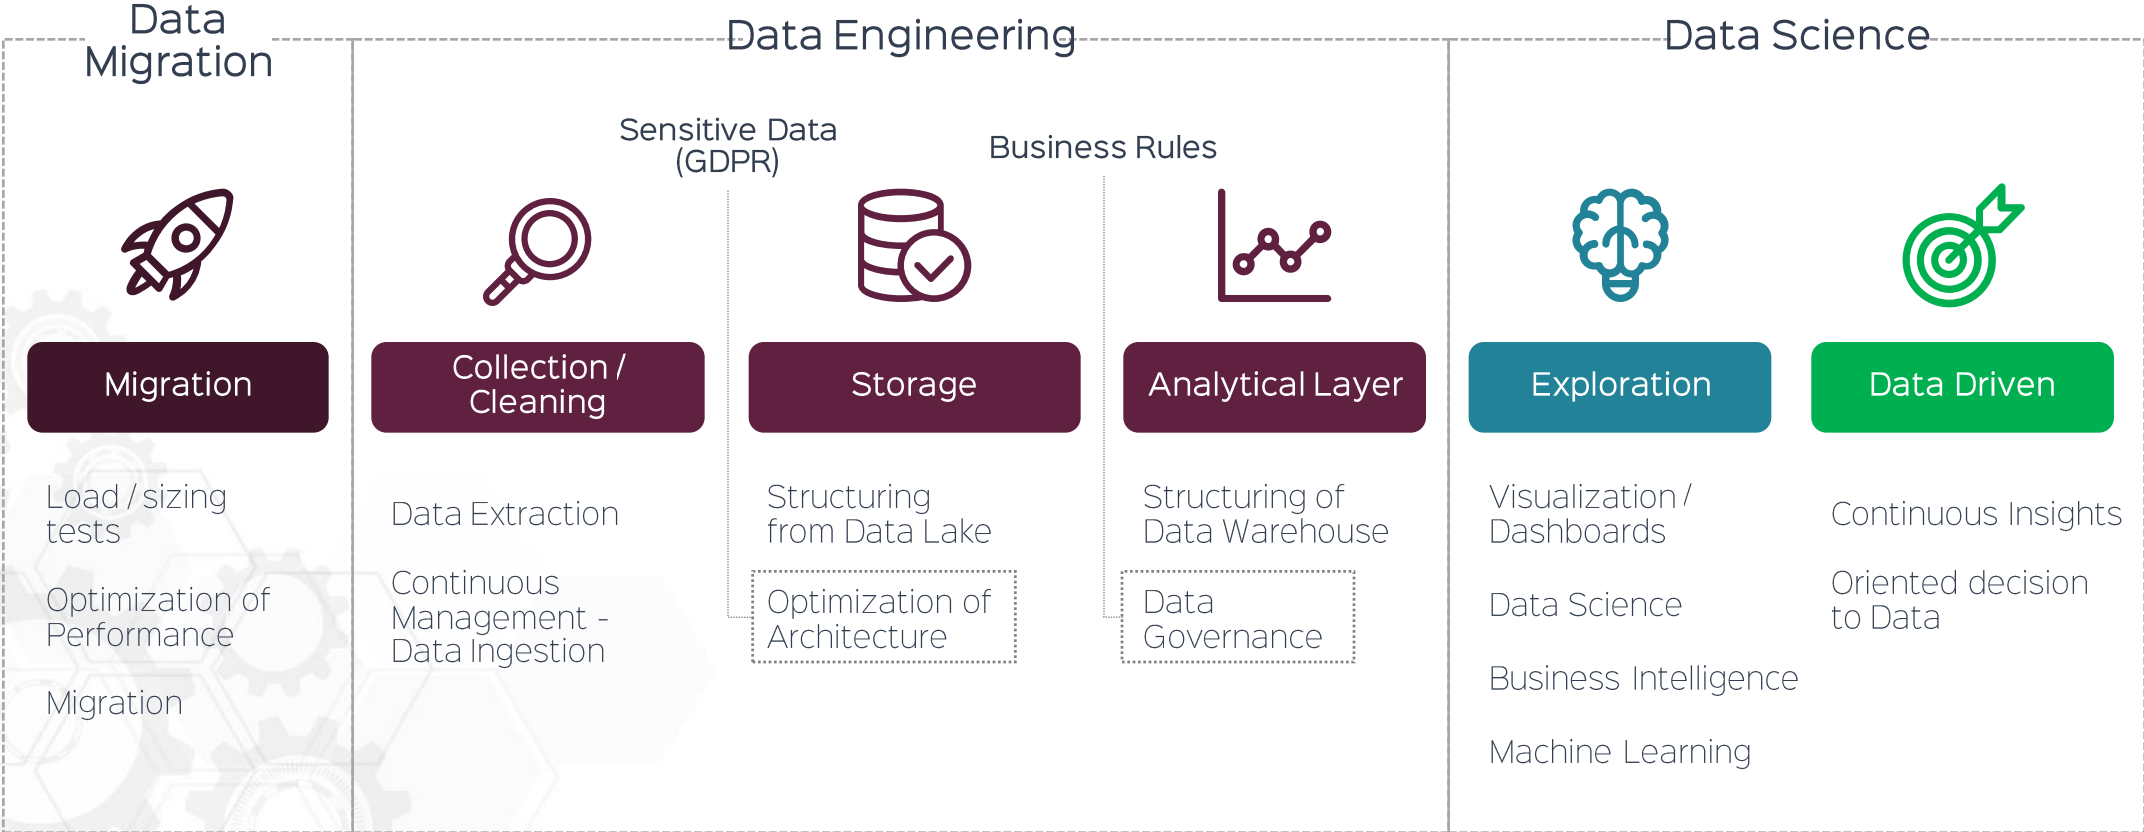 Data
Migration
Data Engineering
Data Science
Sensitive Data
(GDPR)
Business Rules
Migration
Collection /
Cleaning
Storage
Analytical Layer
Exploration
Data Driven
Load / sizing
tests
Optimization of
Performance
Migration
Data Extraction
Continuous
Management -
Data Ingestion
Structuring
from Data Lake
Optimization of
Architecture
Structuring of
Data Warehouse
Data
Governance
Visualization /
Dashboards
Data Science
Business Intelligence
Machine Learning
Continuous Insights
Oriented decision
to Data